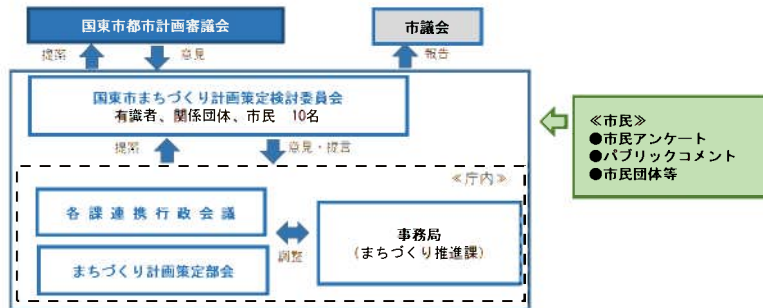 国東市都市計画審議会
市議会
提案
意見
報告
国東市まちづくり計画策定検討委員会
有識者、関係団体、市民 10名
提案
意見・提言
≪庁内≫
各課連携行政会議
まちづくり計画策定部会
調整
事務局
(まちづくり推進課)
≪市民≫
●市民アンケート
●パブリックコメント
●市民団体等